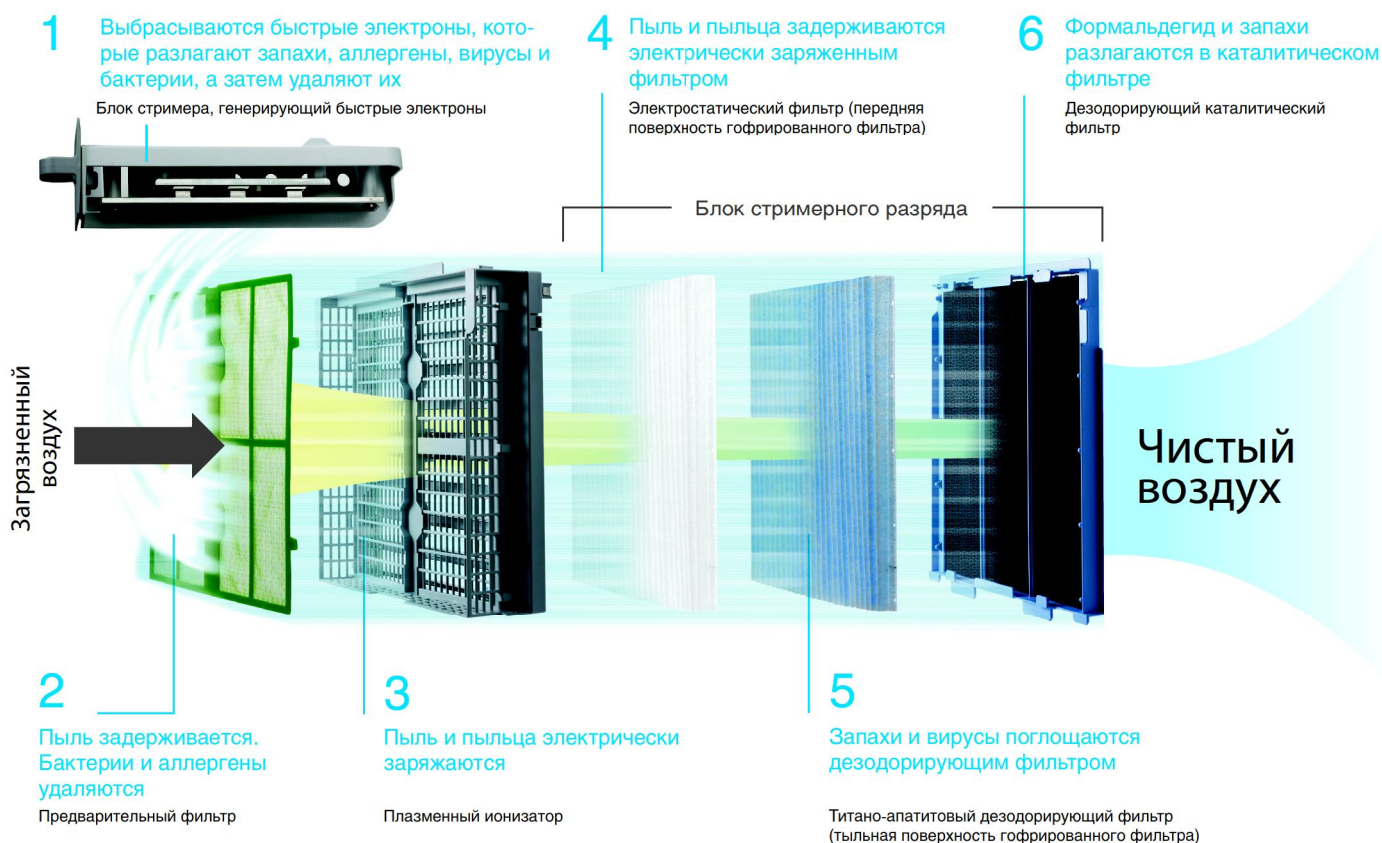 1
Выбрасываются быстрые электроны, кото-
рые разлагают запахи, аллергены, вирусы и
бактерии, а затем удаляют их
Блок стримера, генерирующий быстрые электроны
4
Пыль и пыльца задерживаются
электрически заряженным
фильтром
Электростатический фильтр (передняя
поверхность гофрированного фильтра)
6
Формальдегид и запахи
разлагаются в каталитическом
фильтре
Дезодорирующий каталитический
фильтр
Блок стримерного разряда
Загрязненный
воздух
Чистый
воздух
2
Пыль задерживается.
Бактерии и аллергены
удаляются
Предварительный фильтр
3
Пыль и пыльца электрически
заряжаются
Плазменный ионизатор
5
Запахи и вирусы поглощаются
дезодорирующим фильтром
Титано-апатитовый дезодорирующий фильтр
(тыльная поверхность гофрированного фильтра)